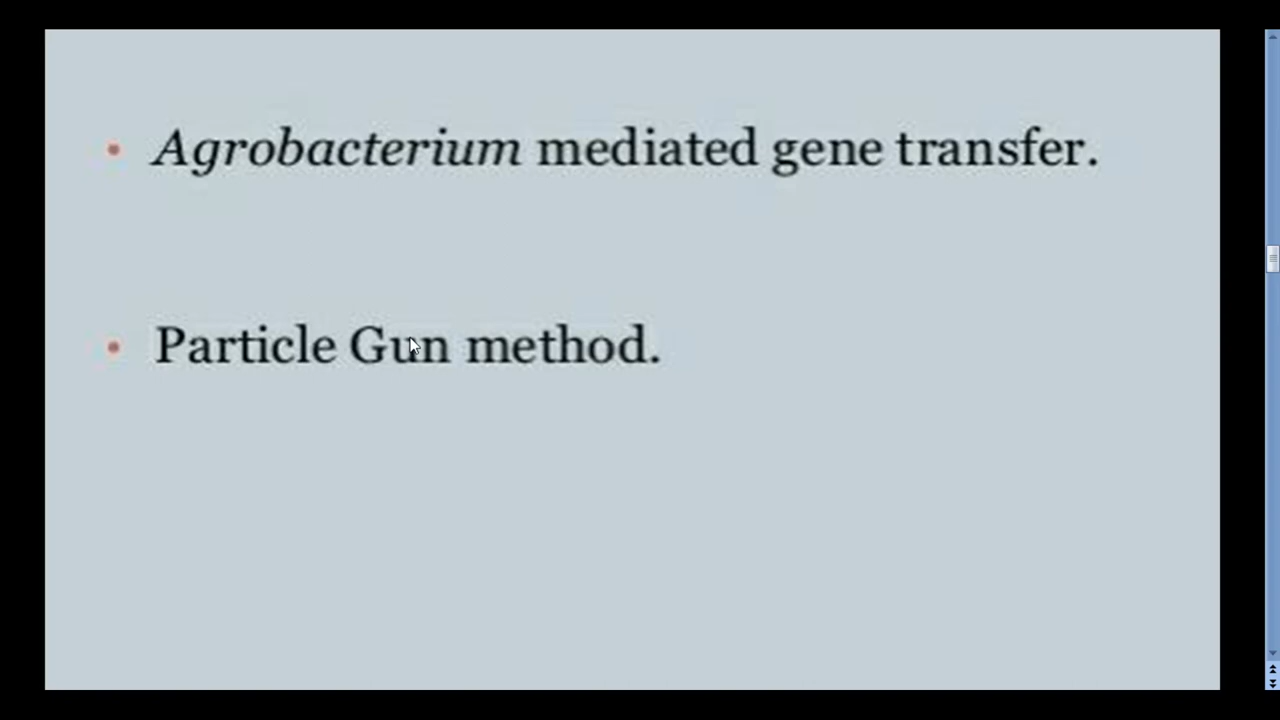 • Agrobacterium mediated gene transfer.
• Particle Gun method.